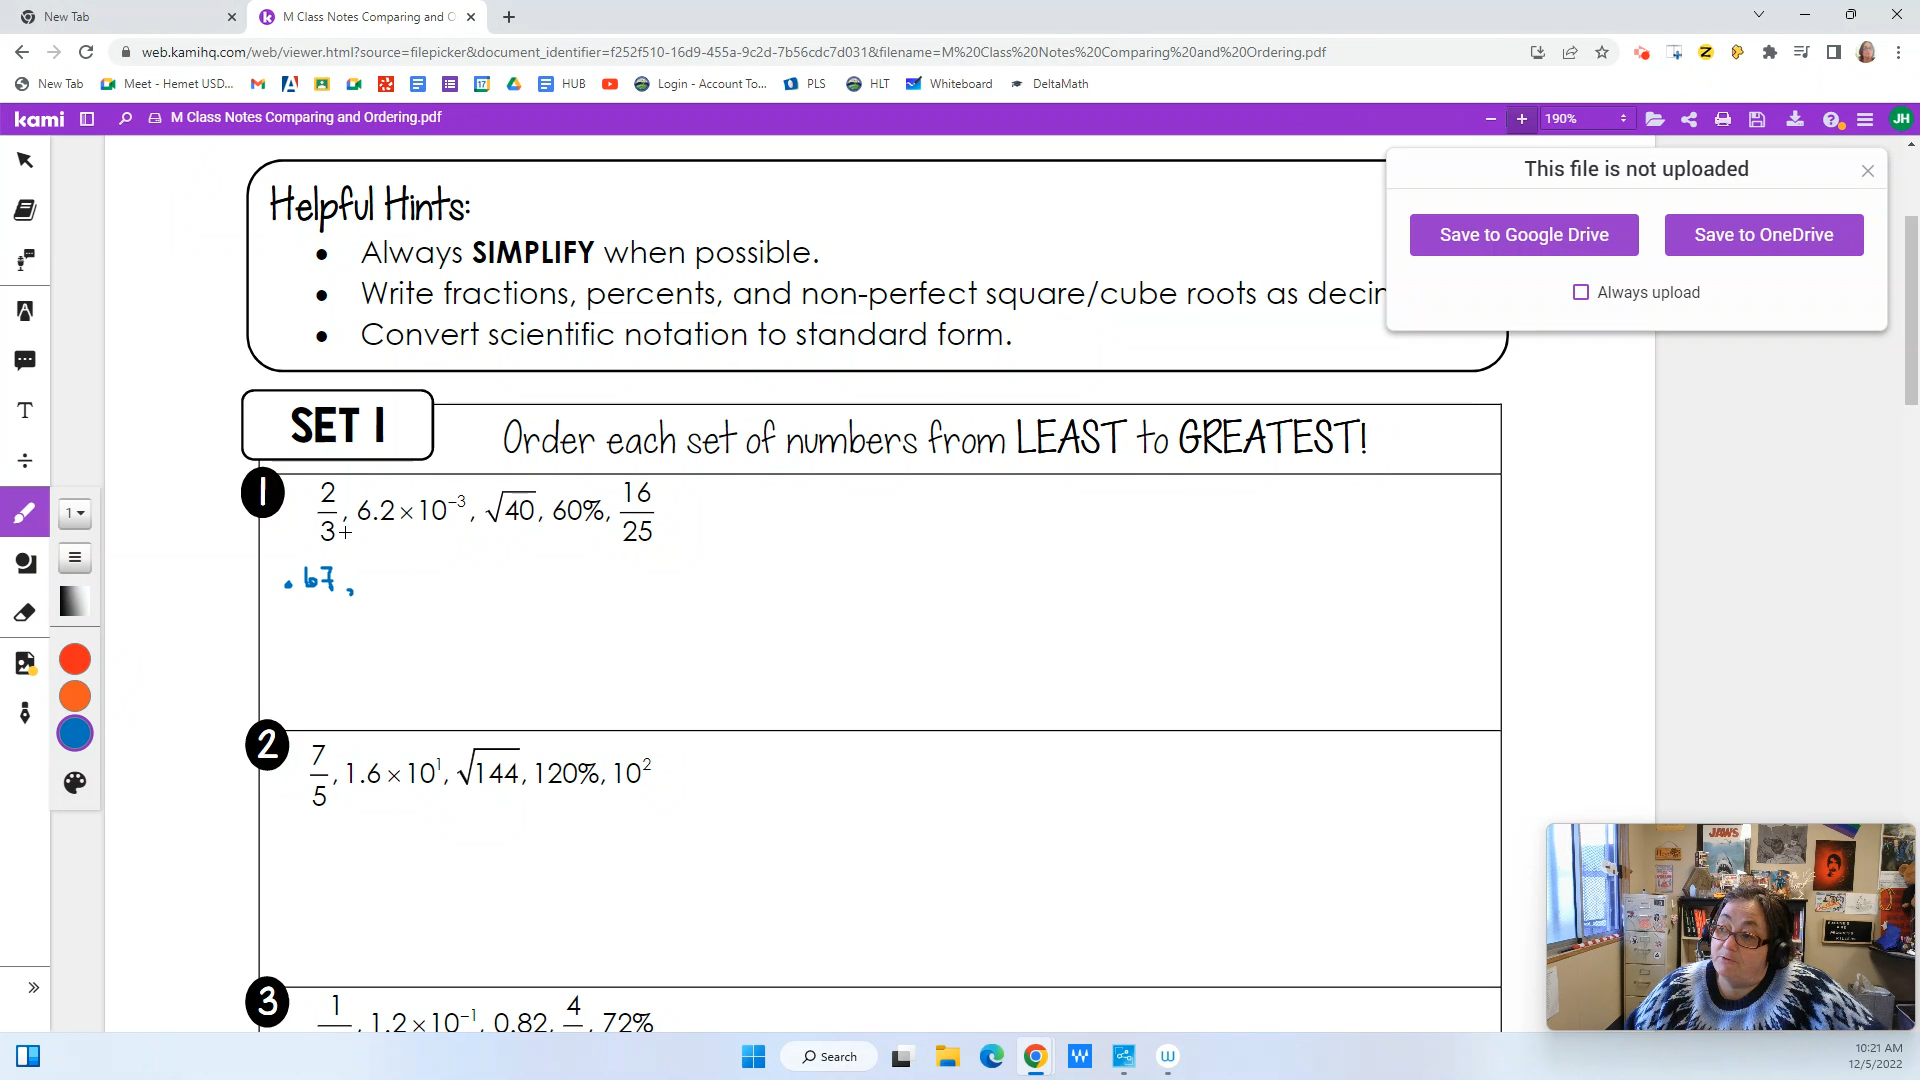 New Tab
M Class Notes Comparing and O
web.kamihq.com/web/viewer.html?source=filepicker&document_identifier=f252f510-16d9-455a-9c2d-7b56cdc7d031&filename=M%20Class%20Notes%20Comparing%20and%20Ordering.pdf
New Tab Meet - Hemet USD... HUB Login - Account To... PLS HLT Whiteboard DeltaMath
kami M Class Notes Comparing and Ordering.pdf 190% JH
This file is not uploaded
Save to Google Drive Save to OneDrive
Always upload
Helpful Hints:
• Always SIMPLIFY when possible.
• Write fractions, percents, and non-perfect square/cube roots as decim
• Convert scientific notation to standard form.
SET 1 Order each set of numbers from LEAST to GREATEST!
1 2/3, 6.2×10⁻³, √40, 60%, 16/25
.67,
2 7/5, 1.6×10¹, √144, 120%, 10²
3 1, 1.2×10⁻¹, 0.82, 4, 72%
JAWS
Search
10:21 AM
12/5/2022